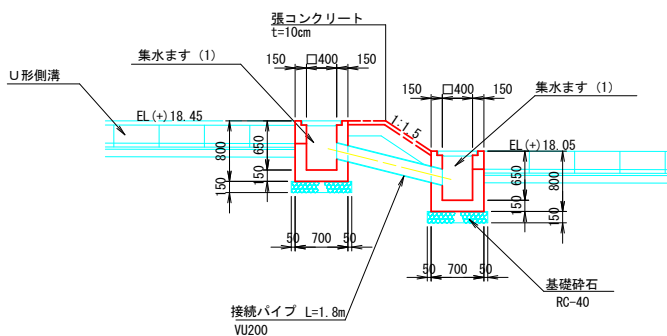 張コンクリート
t=10cm
集水ます (1)
U形側溝
150 □400 150
150 □400 150
集水ます (1)
1:1.5
EL(+)18.45
EL(+)18.05
800
650
150
150
650
800
150
150
50 700 50
50 700 50
基礎砕石
RC-40
接続パイプ L=1.8m
VU200